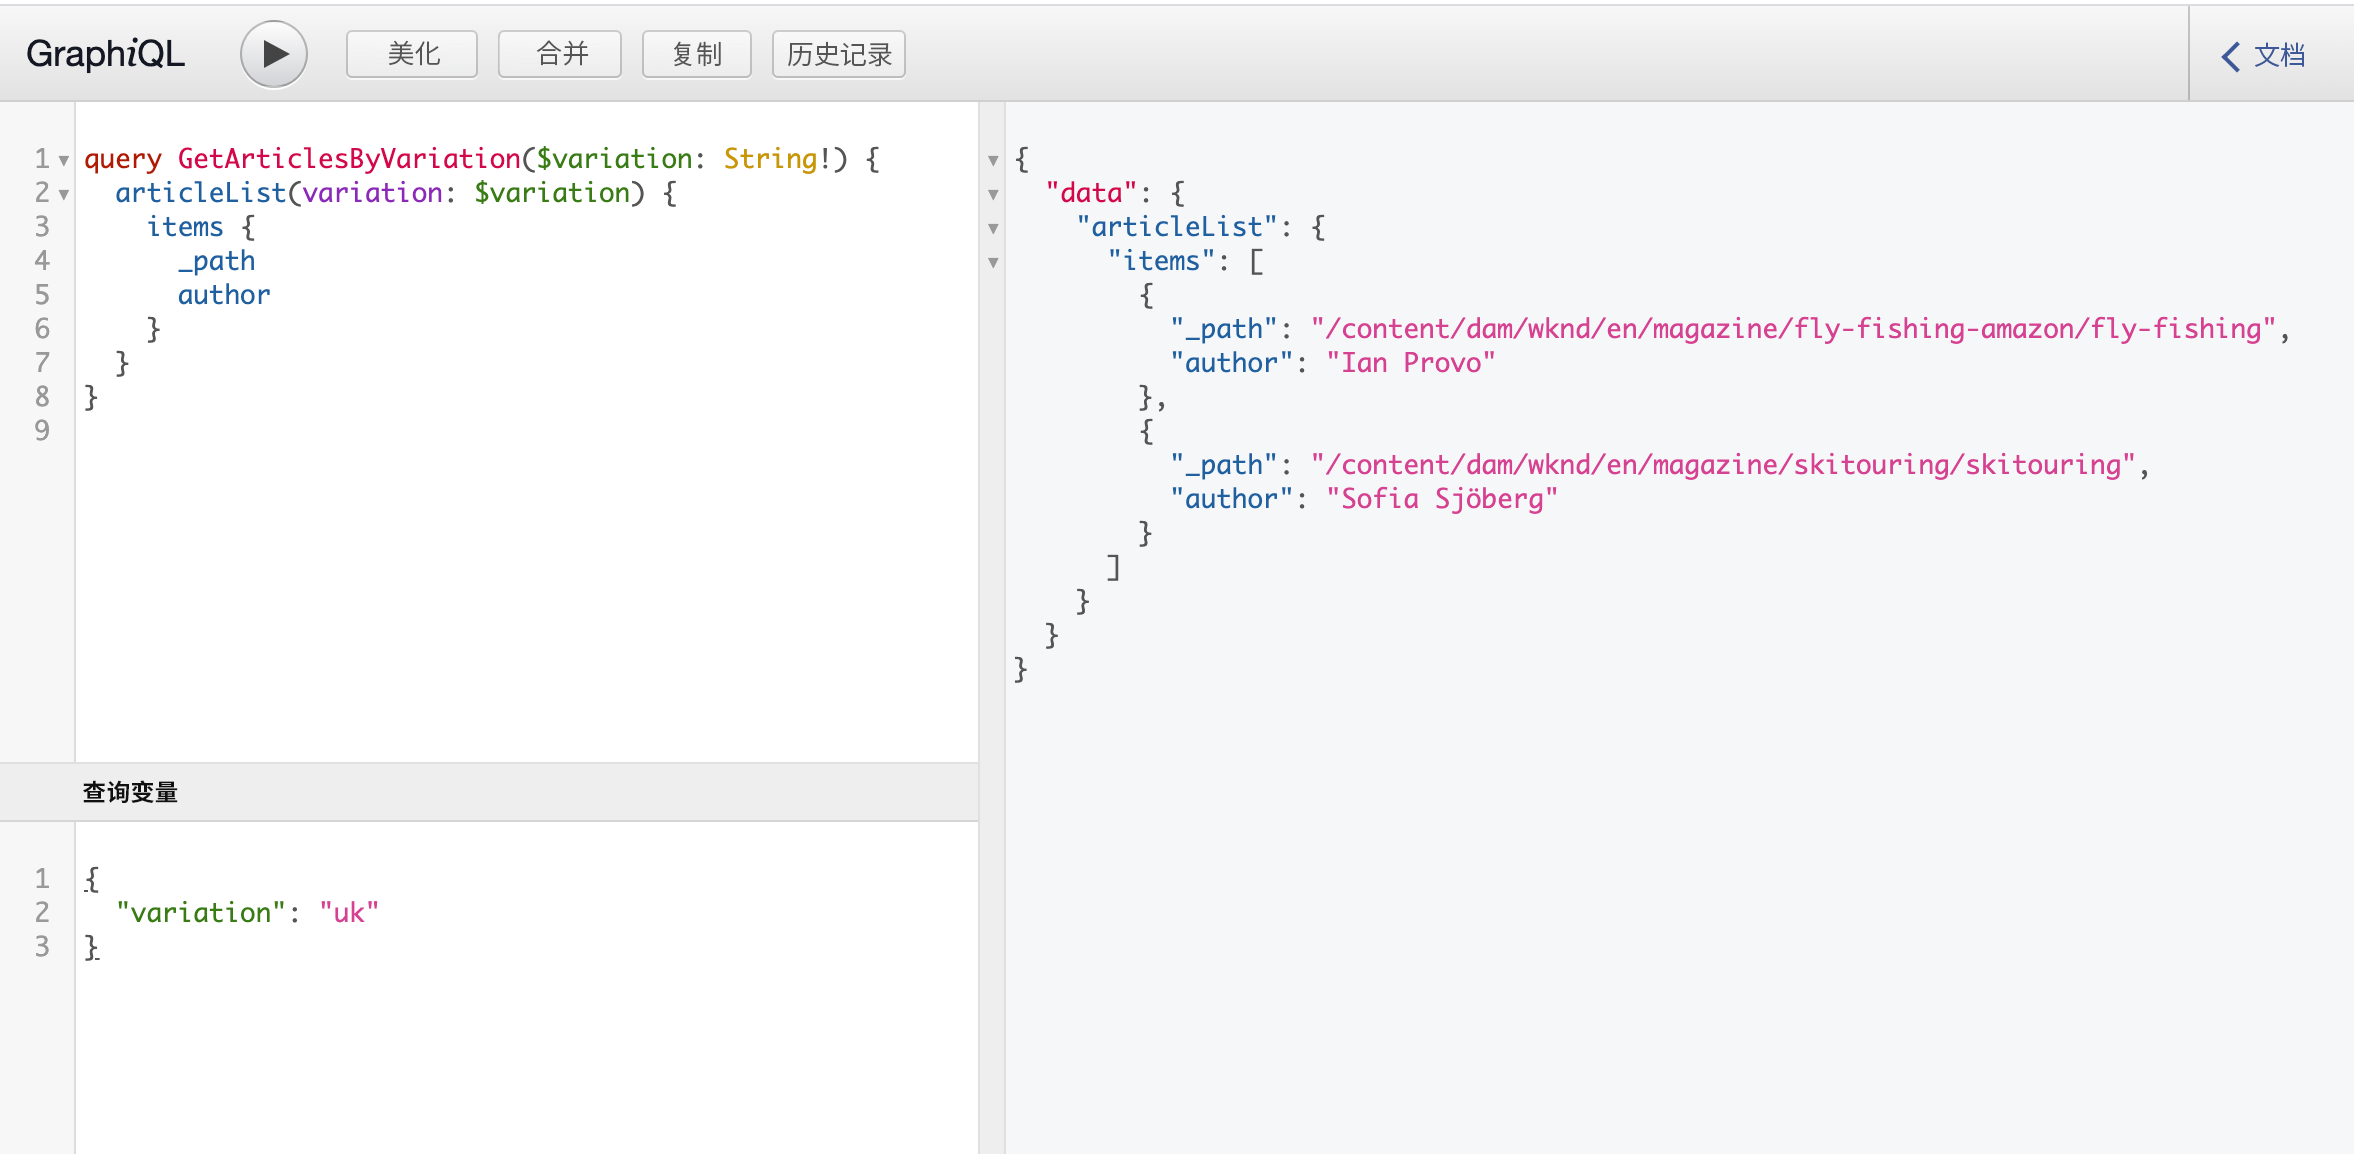 GraphiQL 美化 合并 复制 历史记录 文档
1 query GetArticlesByVariation($variation: String!) {
2   articleList(variation: $variation) {
3     items {
4       _path
5       author
6     }
7   }
8 }
9
查询变量
1 {
2   "variation": "uk"
3 }
{
  "data": {
    "articleList": {
      "items": [
        {
          "_path": "/content/dam/wknd/en/magazine/fly-fishing-amazon/fly-fishing",
          "author": "Ian Provo"
        },
        {
          "_path": "/content/dam/wknd/en/magazine/skitouring/skitouring",
          "author": "Sofia Sjöberg"
        }
      ]
    }
  }
}